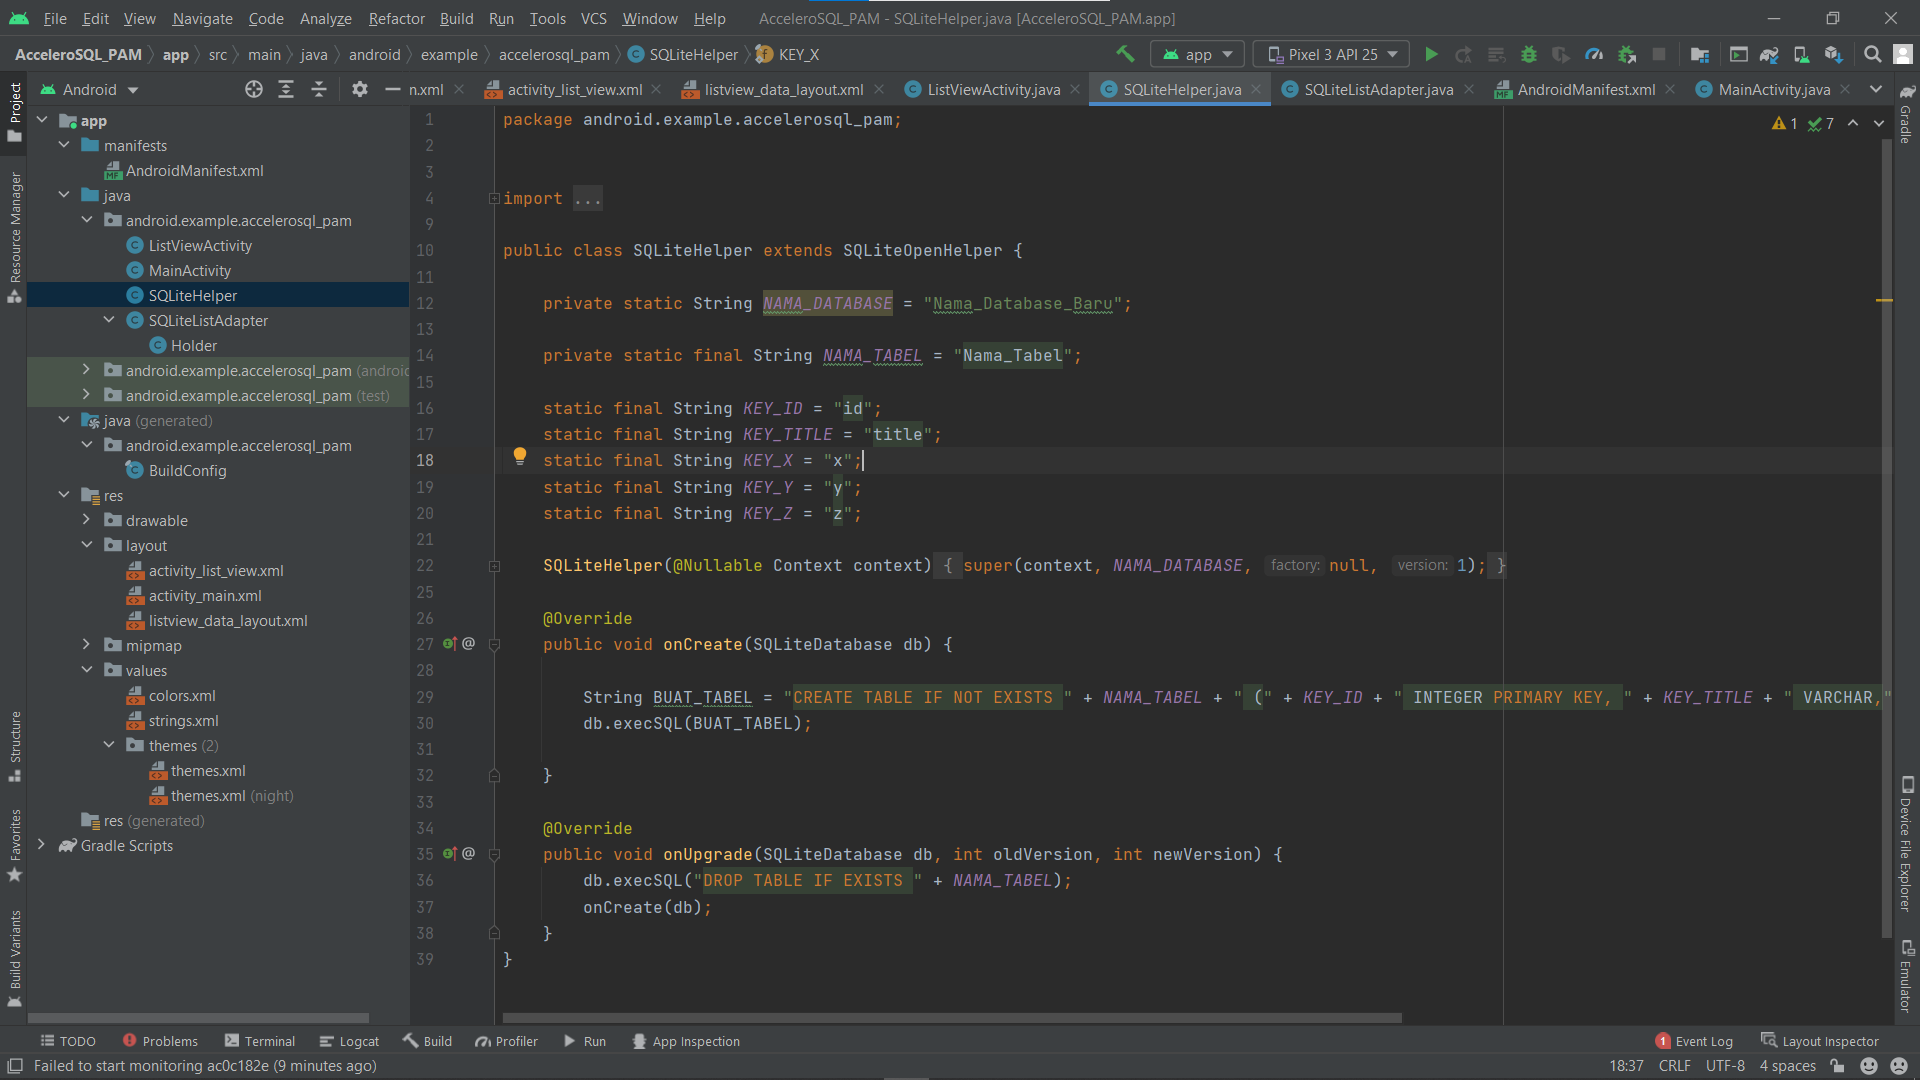 File Edit View Navigate Code Analyze Refactor Build Run Tools VCS Window Help AcceleroSQL_PAM - SQLiteHelper.java [AcceleroSQL_PAM.app]
AcceleroSQL_PAM app src main java android example accelerosql_pam SQLiteHelper KEY_X app Pixel 3 API 25
Android n.xml activity_list_view.xml listview_data_layout.xml ListViewActivity.java SQLiteHelper.java SQLiteListAdapter.java AndroidManifest.xml MainActivity.java
Project
Resource Manager
Structure
Favorites
Build Variants
app
manifests
AndroidManifest.xml
java
android.example.accelerosql_pam
ListViewActivity
MainActivity
SQLiteHelper
SQLiteListAdapter
Holder
android.example.accelerosql_pam (androi
android.example.accelerosql_pam (test)
java (generated)
android.example.accelerosql_pam
BuildConfig
res
drawable
layout
activity_list_view.xml
activity_main.xml
listview_data_layout.xml
mipmap
values
colors.xml
strings.xml
themes (2)
themes.xml
themes.xml (night)
res (generated)
Gradle Scripts
1 package android.example.accelerosql_pam;
2
3
4 import ...
9
10 public class SQLiteHelper extends SQLiteOpenHelper {
11
12 private static String NAMA_DATABASE = "Nama_Database_Baru";
13
14 private static final String NAMA_TABEL = "Nama_Tabel";
15
16 static final String KEY_ID = "id";
17 static final String KEY_TITLE = "title";
18 static final String KEY_X = "x";
19 static final String KEY_Y = "y";
20 static final String KEY_Z = "z";
21
22 SQLiteHelper(@Nullable Context context) { super(context, NAMA_DATABASE, factory: null, version: 1); }
25
26 @Override
27 public void onCreate(SQLiteDatabase db) {
28
29 String BUAT_TABEL = "CREATE TABLE IF NOT EXISTS " + NAMA_TABEL + " (" + KEY_ID + " INTEGER PRIMARY KEY, " + KEY_TITLE + " VARCHAR,"
30 db.execSQL(BUAT_TABEL);
31
32 }
33
34 @Override
35 public void onUpgrade(SQLiteDatabase db, int oldVersion, int newVersion) {
36 db.execSQL("DROP TABLE IF EXISTS " + NAMA_TABEL);
37 onCreate(db);
38 }
39 }
1 7
Gradle
Device File Explorer
Emulator
TODO Problems Terminal Logcat Build Profiler Run App Inspection 1 Event Log Layout Inspector
Failed to start monitoring ac0c182e (9 minutes ago) 18:37 CRLF UTF-8 4 spaces